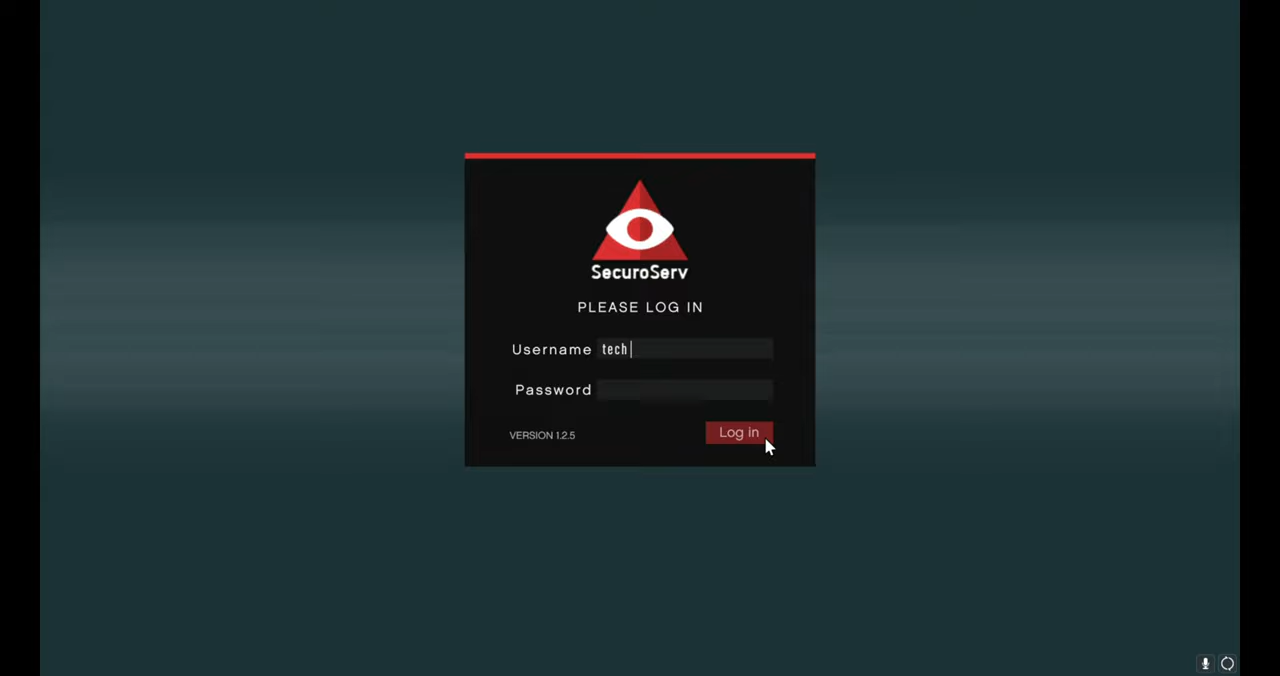 SecuroServ
PLEASE LOG IN
Username tech
Password
VERSION 1.2.5 Log in